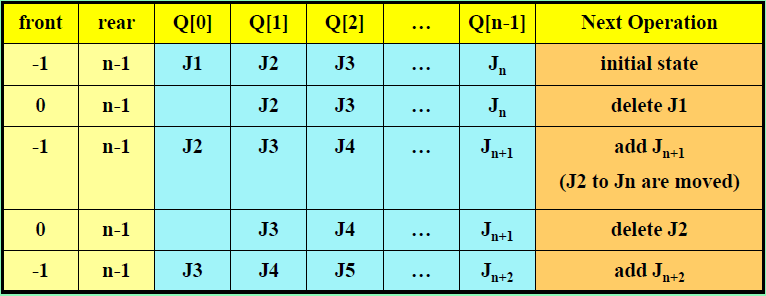 front rear Q[0] Q[1] Q[2] … Q[n-1] Next Operation
-1 n-1 J1 J2 J3 … Jn initial state
0 n-1 J2 J3 … Jn delete J1
-1 n-1 J2 J3 J4 … Jn+1 add Jn+1
(J2 to Jn are moved)
0 n-1 J3 J4 … Jn+1 delete J2
-1 n-1 J3 J4 J5 … Jn+2 add Jn+2